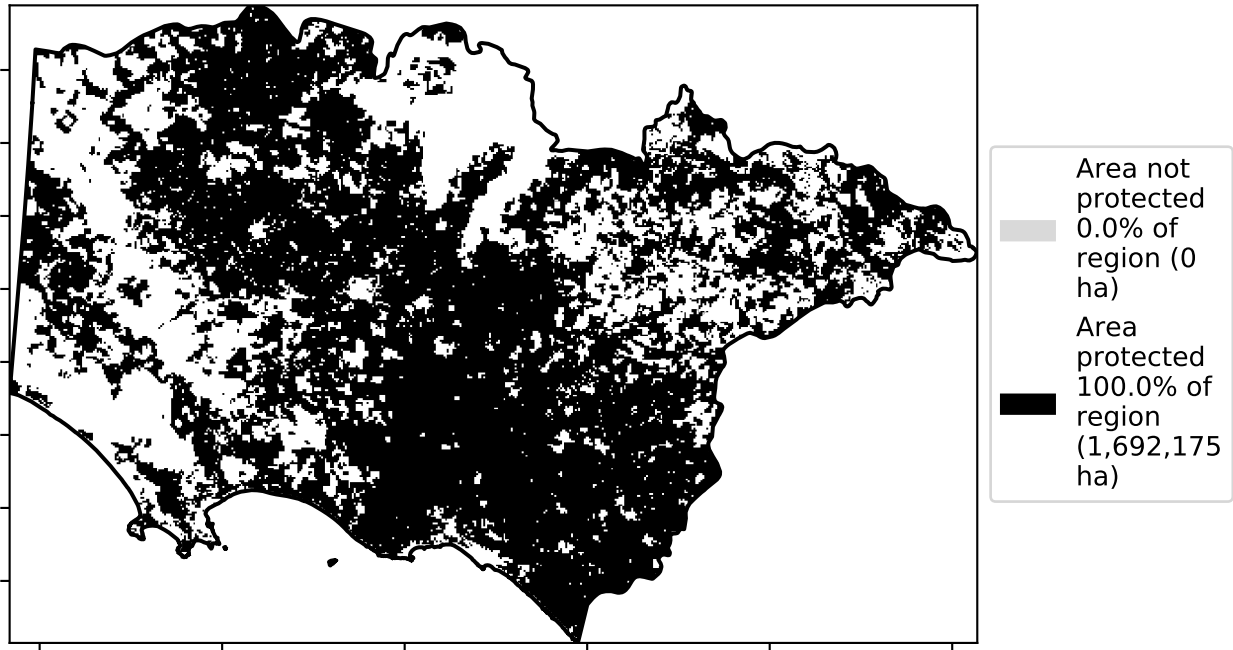 Area not
protected
0.0% of
region (0
ha)
Area
protected
100.0% of
region
(1,692,175
ha)